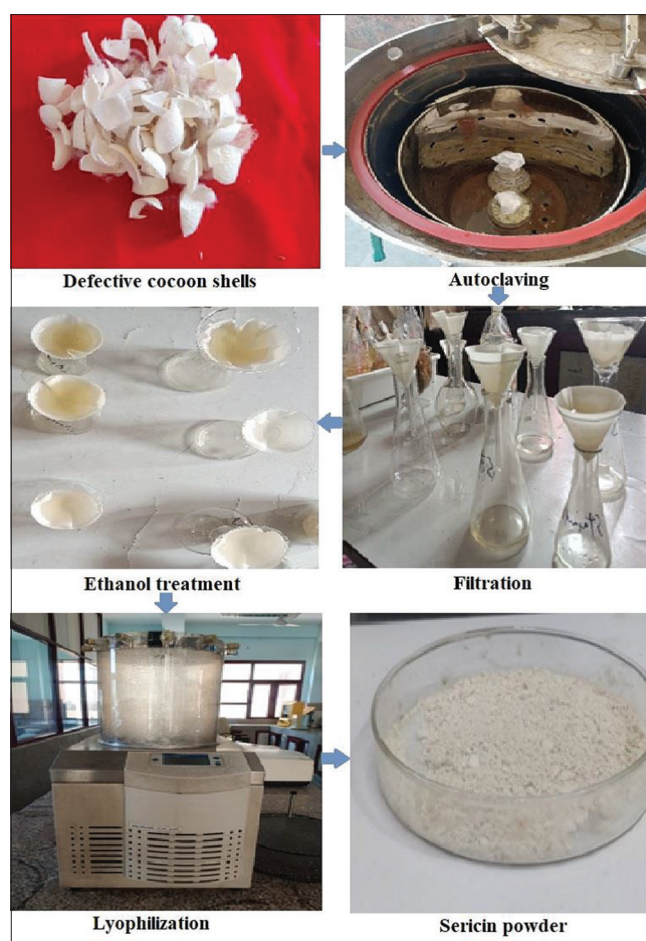 Defective cocoon shells
Autoclaving
Ethanol treatment
Filtration
Lyophilization
Sericin powder